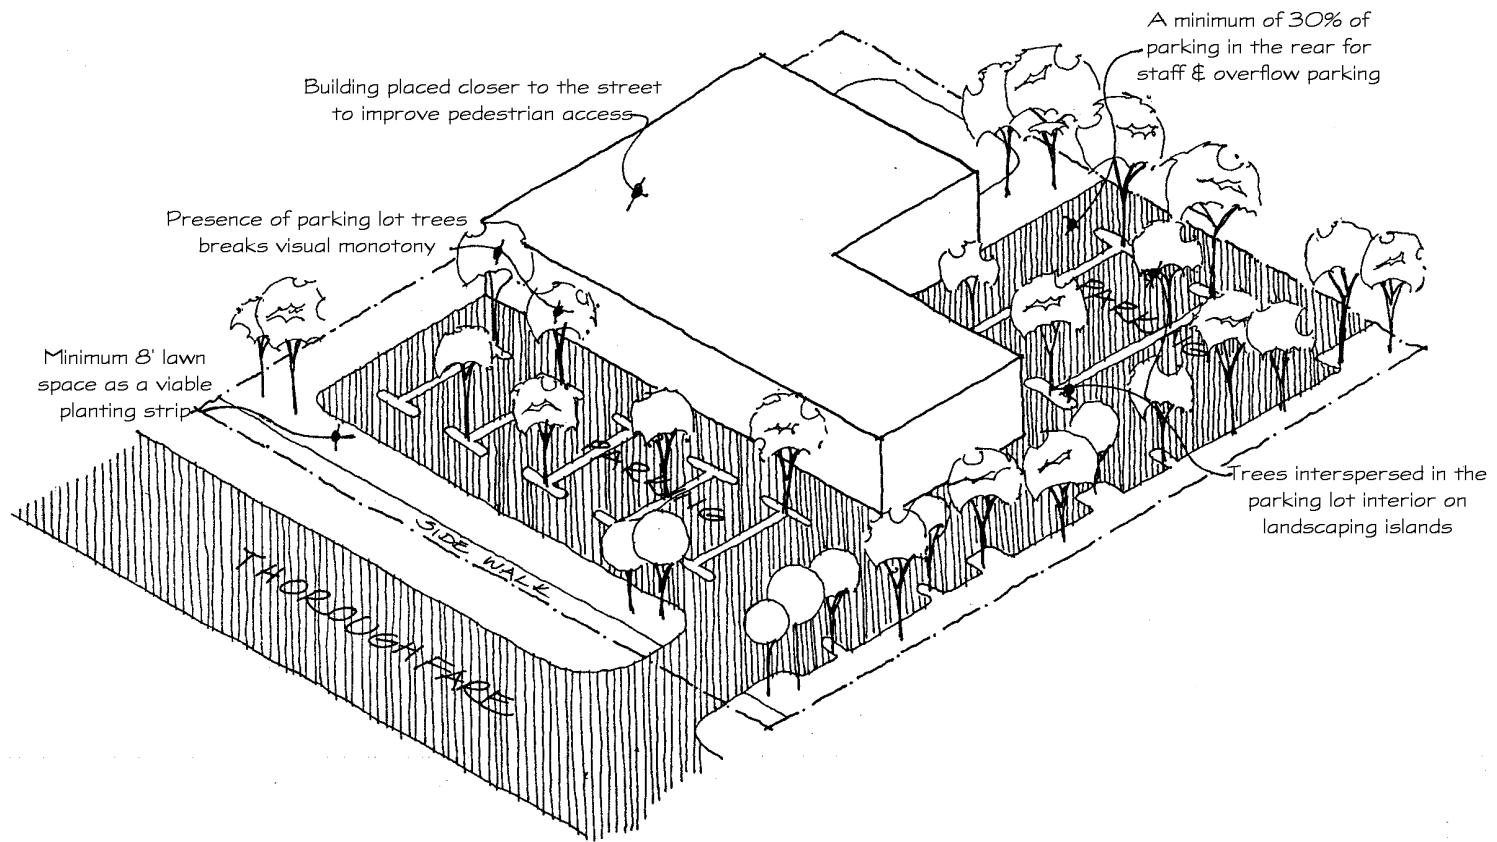 A minimum of 30% of
parking in the rear for
staff & overflow parking
Building placed closer to the street
to improve pedestrian access
Presence of parking lot trees
breaks visual monotony
Minimum 8' lawn
space as a viable
planting strip
PARKING
PARKING
Trees interspersed in the
parking lot interior on
landscaping islands
SIDE WALK
THOROUGHFARE